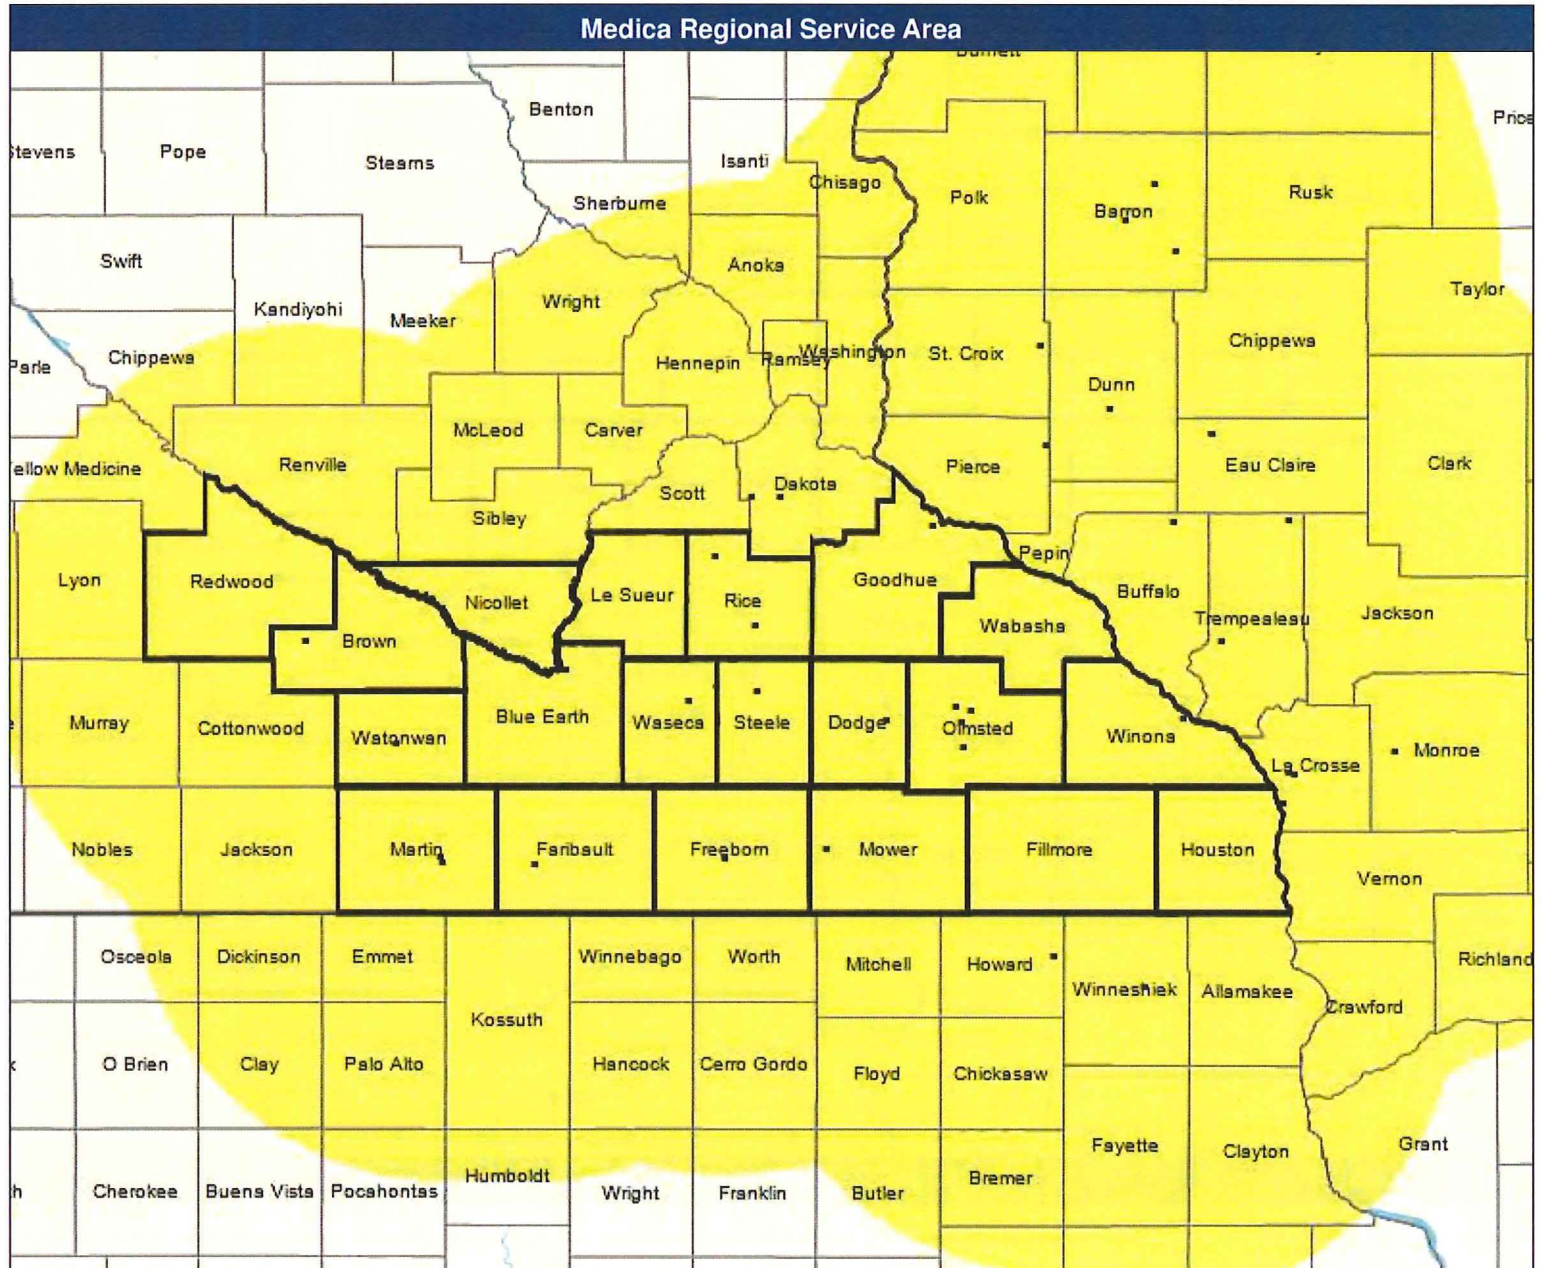 Medica Regional Service Area
Benton
Price
Stevens
Pope
Stearns
Isanti
Chisago
Sherburne
Polk
Barron
Rusk
Swift
Anoka
Wright
Kandiyohi
Meeker
Taylor
Chippewa
Hennepin
Ramsey
Washington
St. Croix
Chippewa
Parle
Dunn
McLeod
Carver
Renville
ellow Medicine
Pierce
Eau Claire
Clark
Scott
Dakota
Sibley
Pepin
Lyon
Redwood
Nicollet
Le Sueur
Rice
Goodhue
Buffalo
Trempealeau
Jackson
Brown
Wabasha
Murray
Cottonwood
Watonwan
Blue Earth
Waseca
Steele
Dodge
Olmsted
Winona
La Crosse
Monroe
Nobles
Jackson
Martin
Faribault
Freeborn
Mower
Fillmore
Houston
Vernon
Osceola
Dickinson
Emmet
Winnebago
Worth
Mitchell
Howard
Richland
Winneshiek
Allamakee
Crawford
Kossuth
O Brien
Clay
Palo Alto
Hancock
Cerro Gordo
Floyd
Chickasaw
Fayette
Clayton
Grant
Cherokee
Buena Vista
Pocahontas
Humboldt
Wright
Franklin
Butler
Bremer